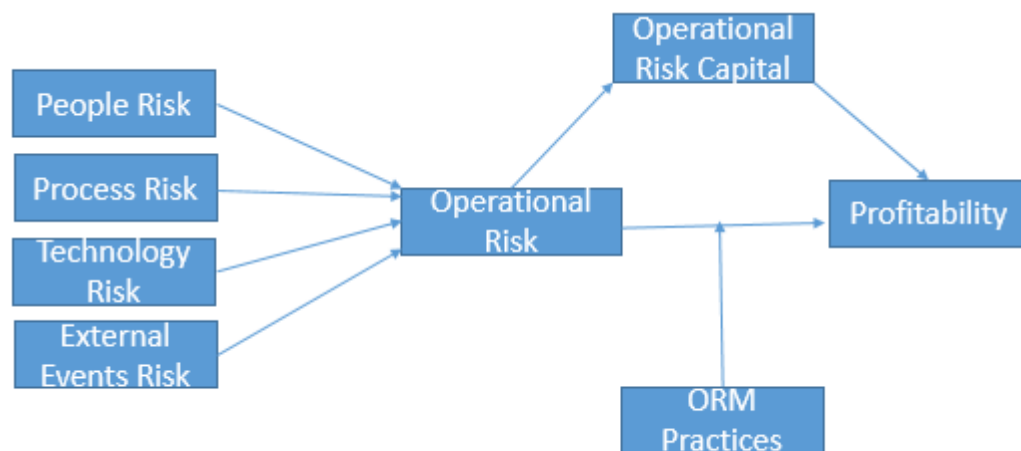 Operational
Risk Capital
People Risk
Process Risk
Operational
Risk
Profitability
Technology
Risk
External
Events Risk
ORM
Practices